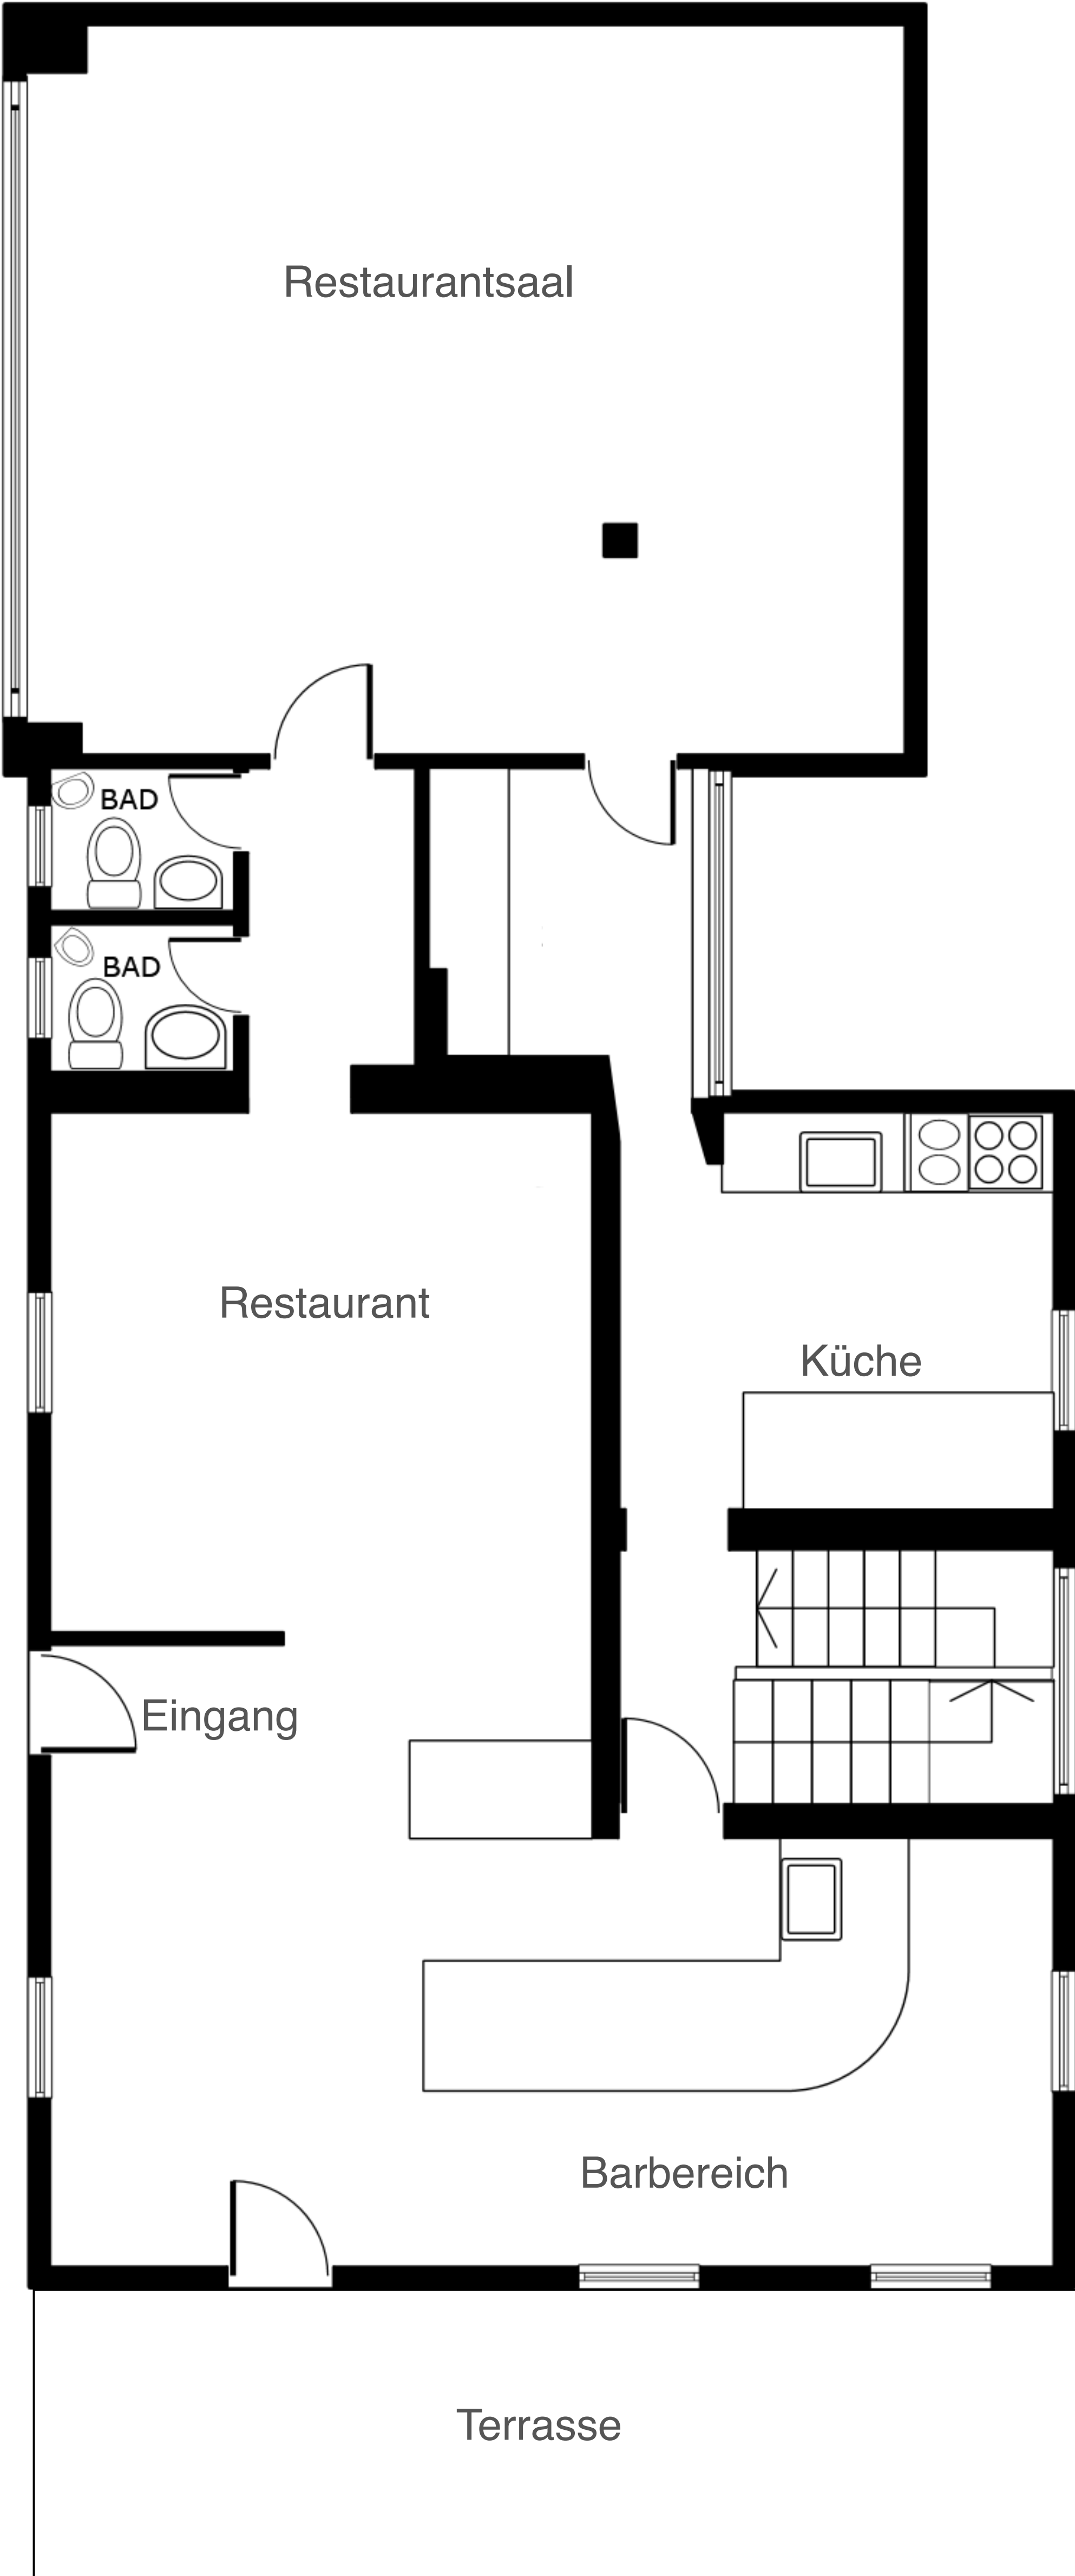 Restaurantsaal
BAD
BAD
Restaurant
Küche
Eingang
Barbereich
Terrasse